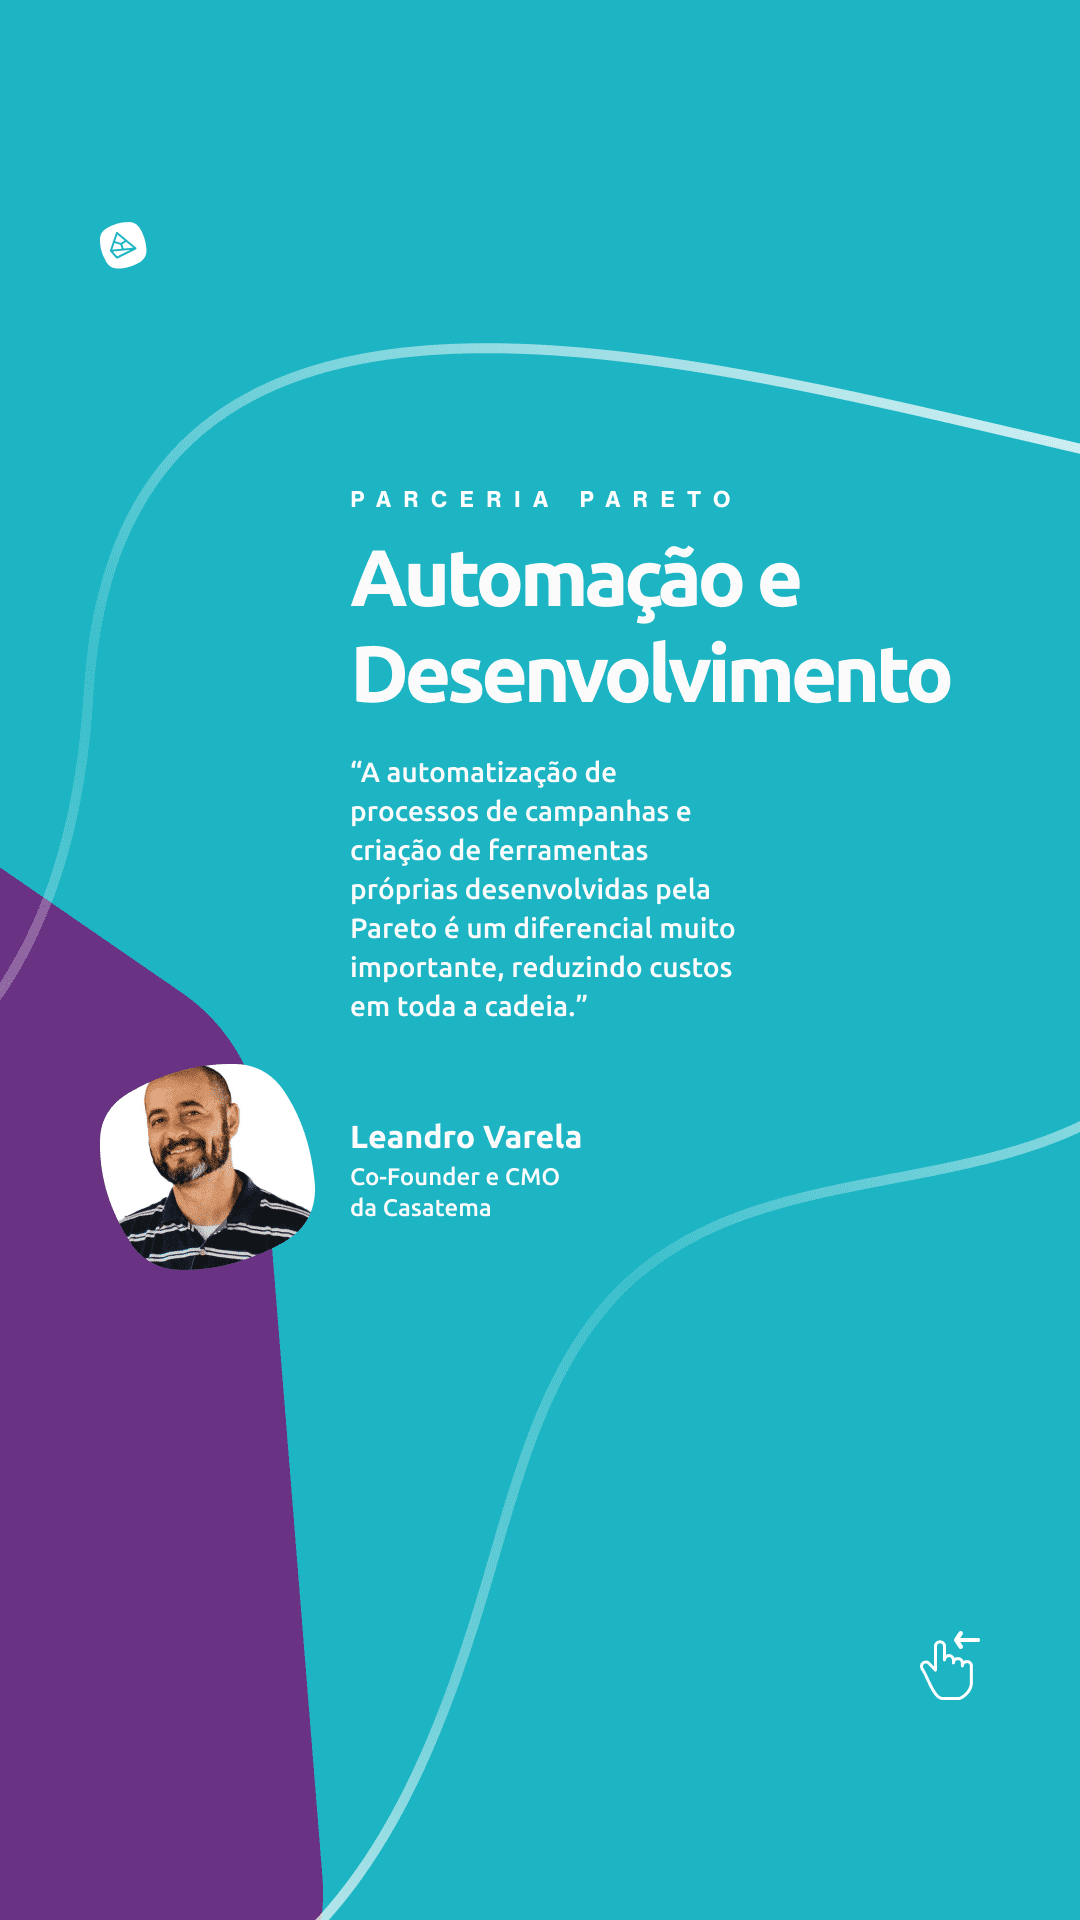 PARCERIA PARETO
Automação e
Desenvolvimento
“A automatização de
processos de campanhas e
criação de ferramentas
próprias desenvolvidas pela
Pareto é um diferencial muito
importante, reduzindo custos
em toda a cadeia.”
Leandro Varela
Co-Founder e CMO
da Casatema